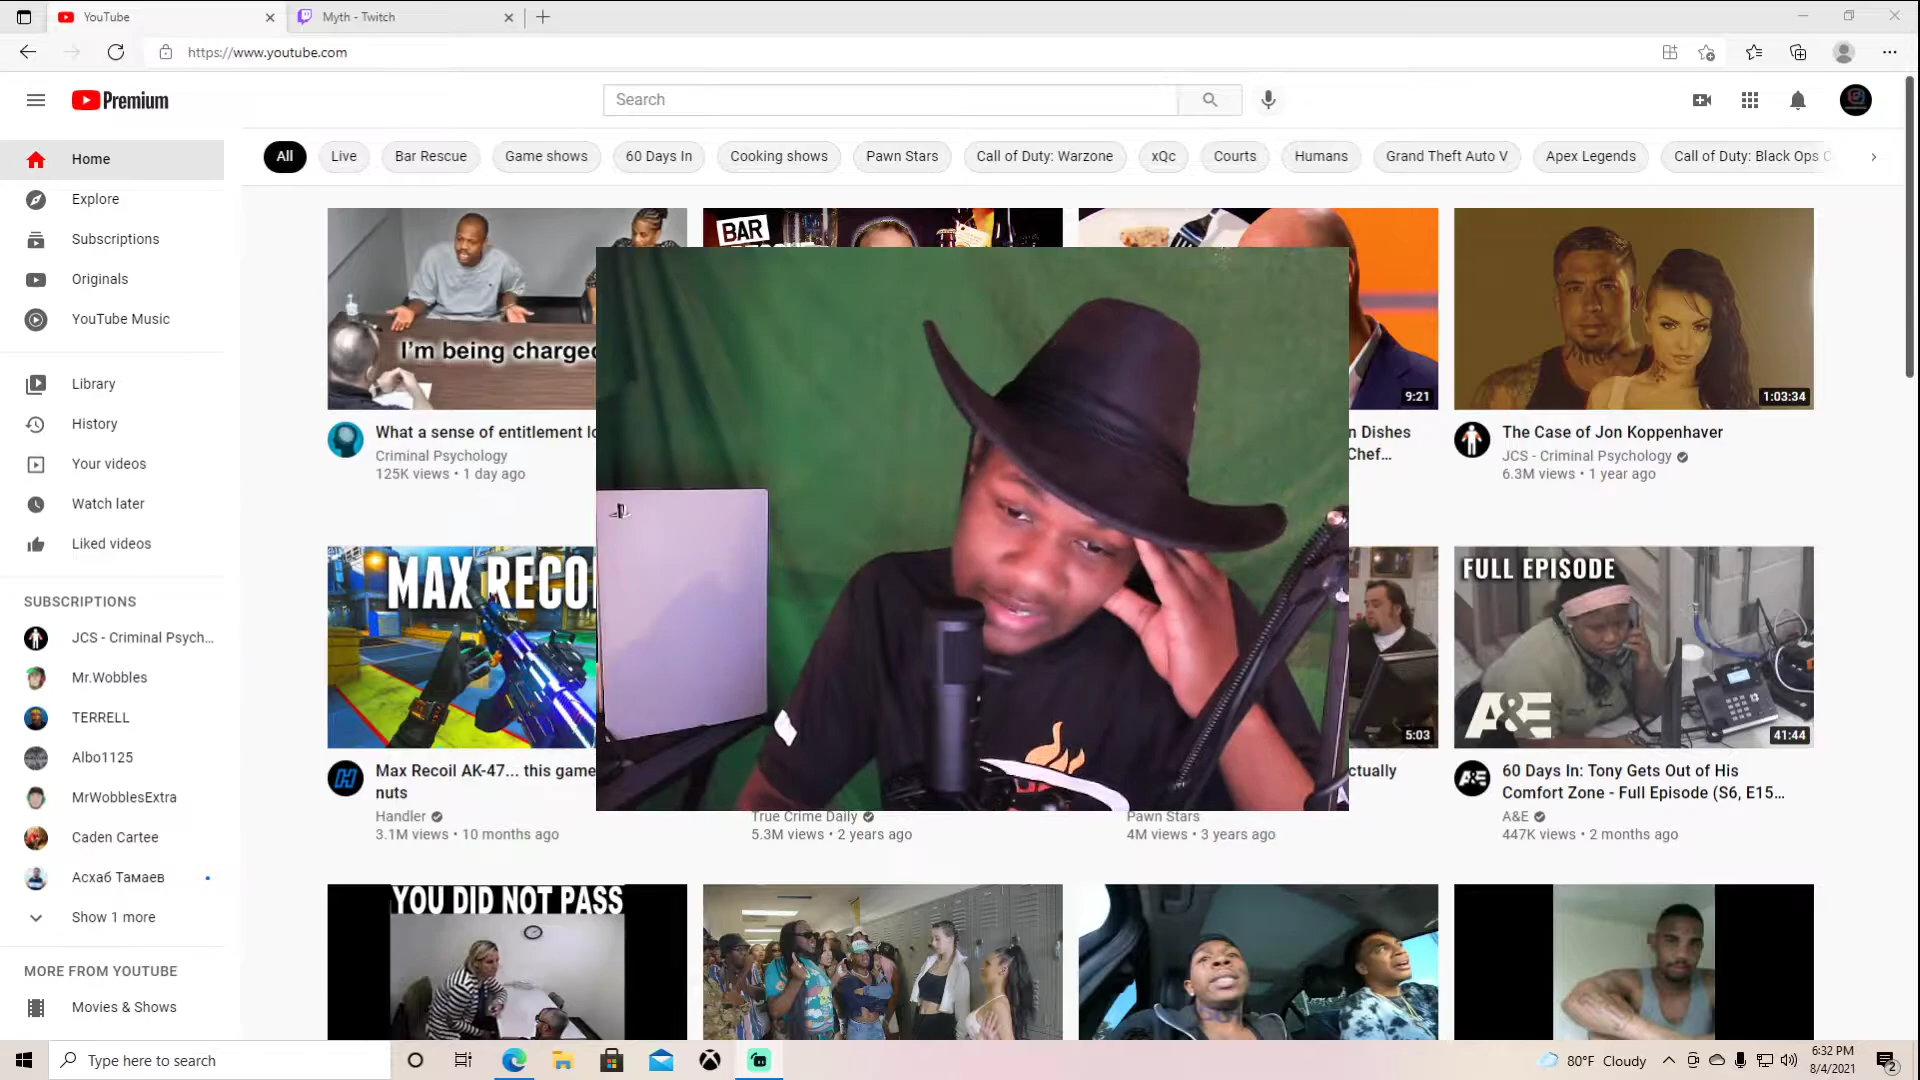 YouTube
Myth - Twitch
https://www.youtube.com
Premium
Search
Home
Explore
Subscriptions
Originals
YouTube Music
Library
History
Your videos
Watch later
Liked videos
SUBSCRIPTIONS
JCS - Criminal Psych...
Mr.Wobbles
TERRELL
Albo1125
MrWobblesExtra
Caden Cartee
Асхаб Тамаев
Show 1 more
MORE FROM YOUTUBE
Movies & Shows
All
Live
Bar Rescue
Game shows
60 Days In
Cooking shows
Pawn Stars
Call of Duty: Warzone
xQc
Courts
Humans
Grand Theft Auto V
Apex Legends
Call of Duty: Black Ops
I'm being charged
What a sense of entitlement
Criminal Psychology
125K views • 1 day ago
BAR
9:21
n Dishes
Chef...
1:03:34
The Case of Jon Koppenhaver
JCS - Criminal Psychology
6.3M views • 1 year ago
MAX RECOI
Max Recoil AK-47... this game
nuts
Handler
3.1M views • 10 months ago
True Crime Daily
5.3M views • 2 years ago
5:03
ctually
Pawn Stars
4M views • 3 years ago
FULL EPISODE
A&E
41:44
60 Days In: Tony Gets Out of His
Comfort Zone - Full Episode (S6, E15...
A&E
447K views • 2 months ago
YOU DID NOT PASS
Type here to search
80°F Cloudy
6:32 PM
8/4/2021
2